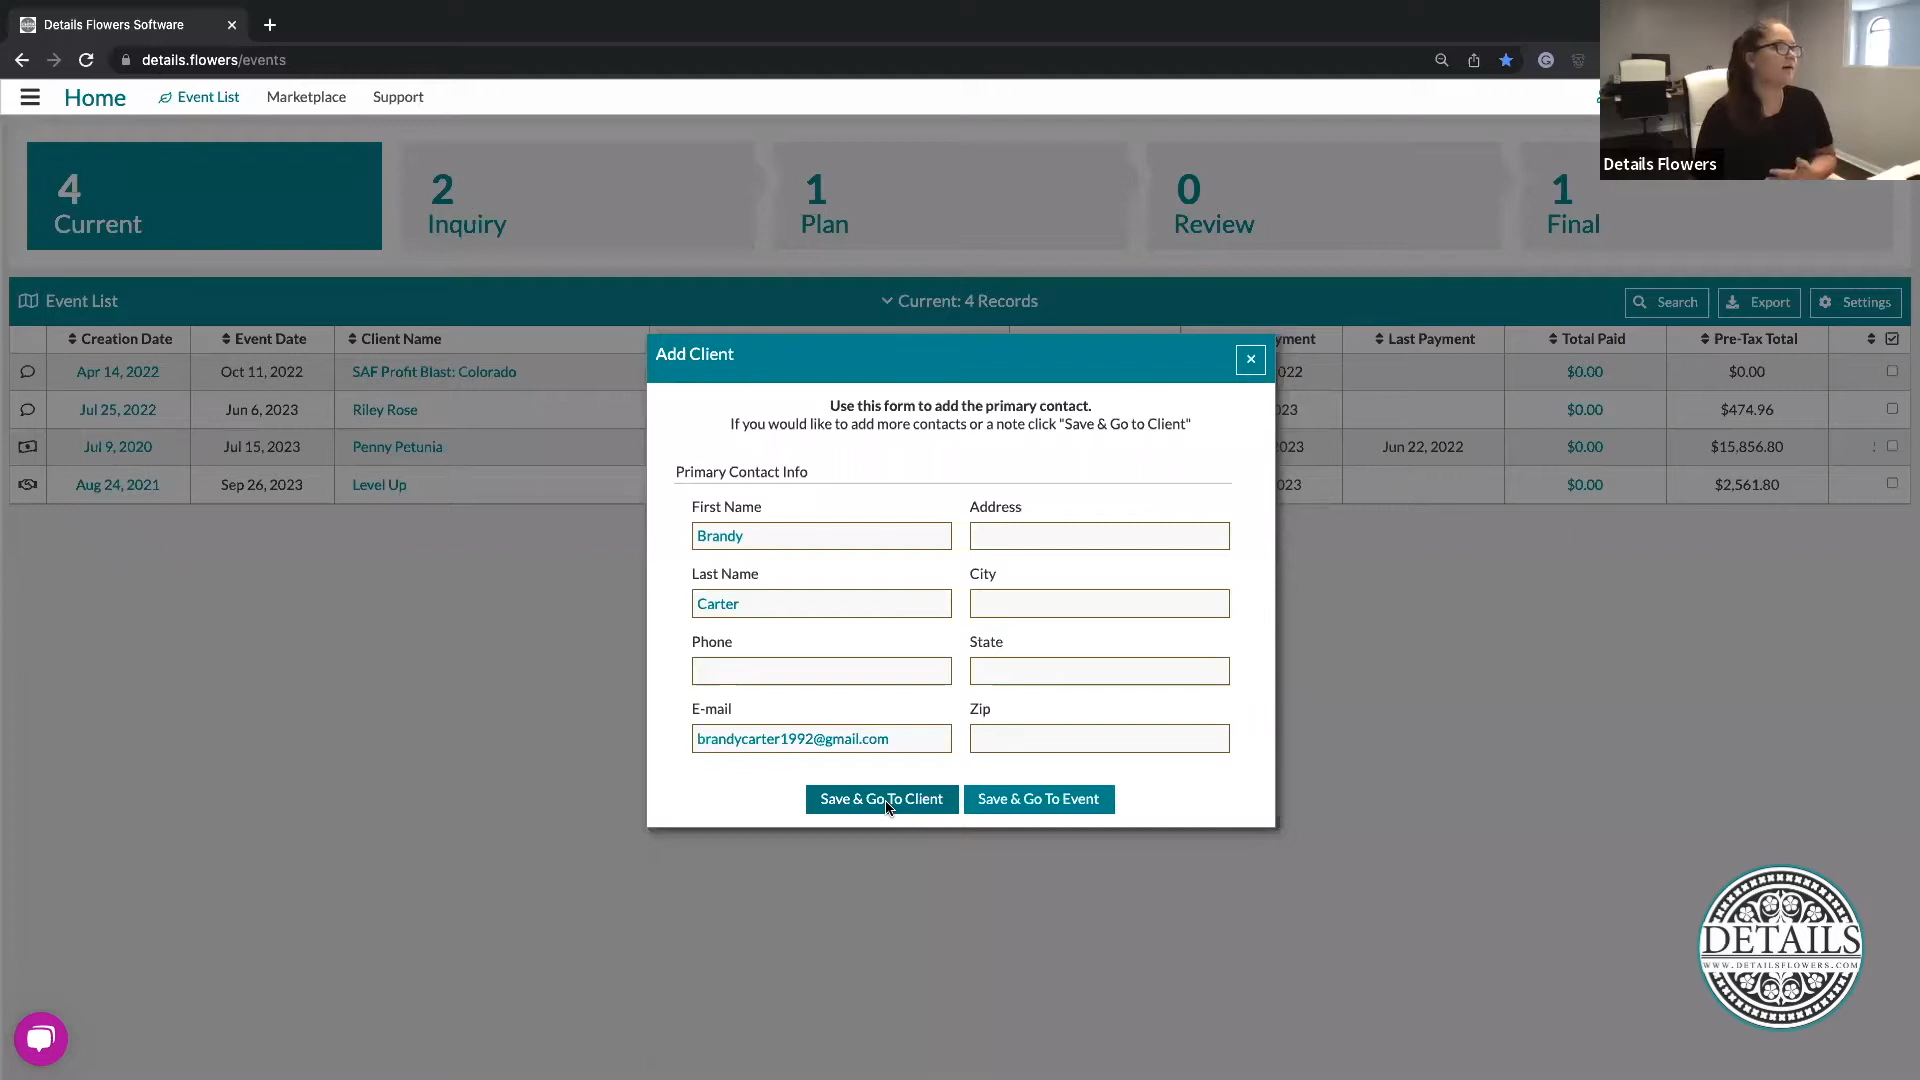 Details Flowers Software
details.flowers/events
Home Event List Marketplace Support
Details Flowers
4 Current
2 Inquiry
1 Plan
0 Review
1 Final
Event List Current: 4 Records Search Export Settings
Creation Date Event Date Client Name yment Last Payment Total Paid Pre-Tax Total
Apr 14, 2022 Oct 11, 2022 SAF Profit Blast: Colorado 022 $0.00 $0.00
Jul 25, 2022 Jun 6, 2023 Riley Rose 023 $0.00 $474.96
Jul 9, 2020 Jul 15, 2023 Penny Petunia 023 Jun 22, 2022 $0.00 $15,856.80
Aug 24, 2021 Sep 26, 2023 Level Up 023 $0.00 $2,561.80
Add Client
Use this form to add the primary contact.
If you would like to add more contacts or a note click "Save & Go to Client"
Primary Contact Info
First Name Address
Brandy
Last Name City
Carter
Phone State
E-mail Zip
brandycarter1992@gmail.com
Save & Go To Client Save & Go To Event
DETAILS
WWW.DETAILSFLOWERS.COM